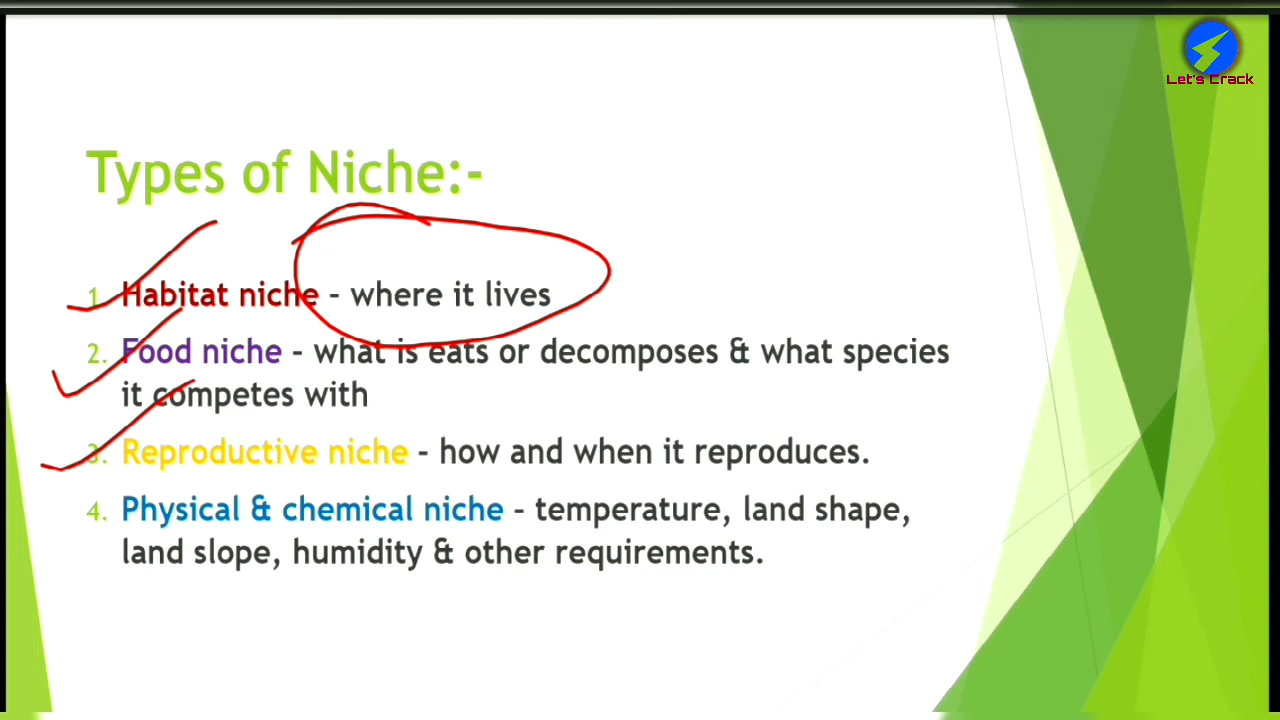 Let's Crack
Types of Niche:-
1. Habitat niche - where it lives
2. Food niche - what is eats or decomposes & what species
it competes with
3. Reproductive niche - how and when it reproduces.
4. Physical & chemical niche - temperature, land shape,
land slope, humidity & other requirements.